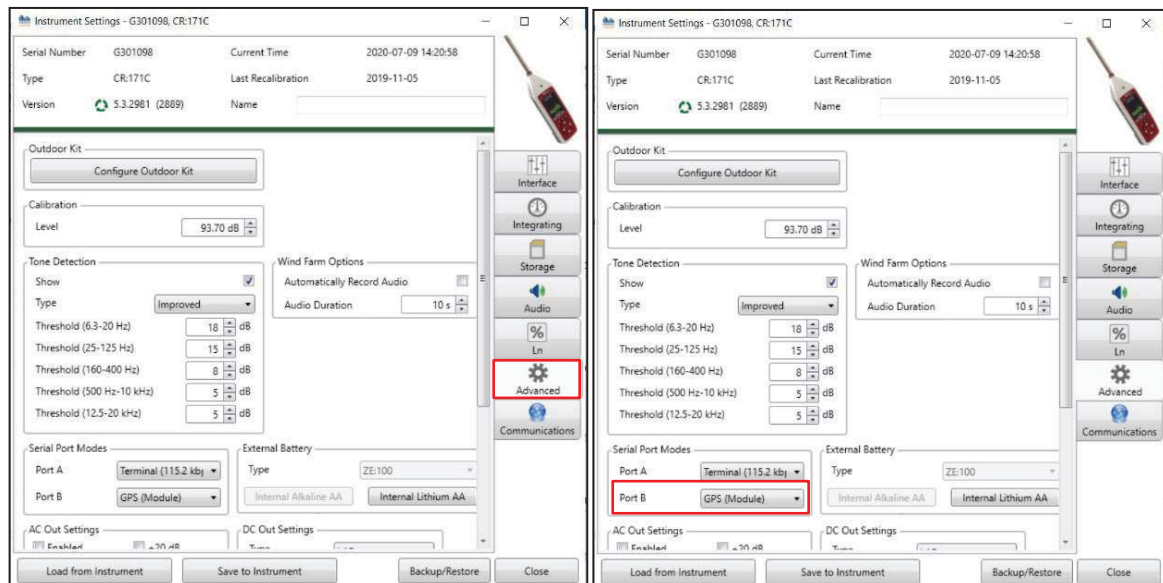 Instrument Settings - G301098, CR:171C
Serial Number G301098 Current Time 2020-07-09 14:20:58
Type CR:171C Last Recalibration 2019-11-05
Version 5.3.2981 (2889) Name
Outdoor Kit
Configure Outdoor Kit
Calibration
Level 93.70 dB
Tone Detection Wind Farm Options
Show Automatically Record Audio
Type Improved Audio Duration 10 s
Threshold (6.3-20 Hz) 18 dB
Threshold (25-125 Hz) 15 dB
Threshold (160-400 Hz) 8 dB
Threshold (500 Hz-10 kHz) 5 dB
Threshold (12.5-20 kHz) 5 dB
Serial Port Modes External Battery
Port A Terminal (115.2 kbp Type ZE:100
Port B GPS (Module) Internal Alkaline AA Internal Lithium AA
AC Out Settings DC Out Settings
Enabled +20 dB Type
Interface
Integrating
Storage
Audio
%
Ln
Advanced
Communications
Load from Instrument Save to Instrument Backup/Restore Close
Instrument Settings - G301098, CR:171C
Serial Number G301098 Current Time 2020-07-09 14:20:58
Type CR:171C Last Recalibration 2019-11-05
Version 5.3.2981 (2889) Name
Outdoor Kit
Configure Outdoor Kit
Calibration
Level 93.70 dB
Tone Detection Wind Farm Options
Show Automatically Record Audio
Type Improved Audio Duration 10 s
Threshold (6.3-20 Hz) 18 dB
Threshold (25-125 Hz) 15 dB
Threshold (160-400 Hz) 8 dB
Threshold (500 Hz-10 kHz) 5 dB
Threshold (12.5-20 kHz) 5 dB
Serial Port Modes External Battery
Port A Terminal (115.2 kbp Type ZE:100
Port B GPS (Module) Internal Alkaline AA Internal Lithium AA
AC Out Settings DC Out Settings
Enabled +20 dB Type
Interface
Integrating
Storage
Audio
%
Ln
Advanced
Communications
Load from Instrument Save to Instrument Backup/Restore Close